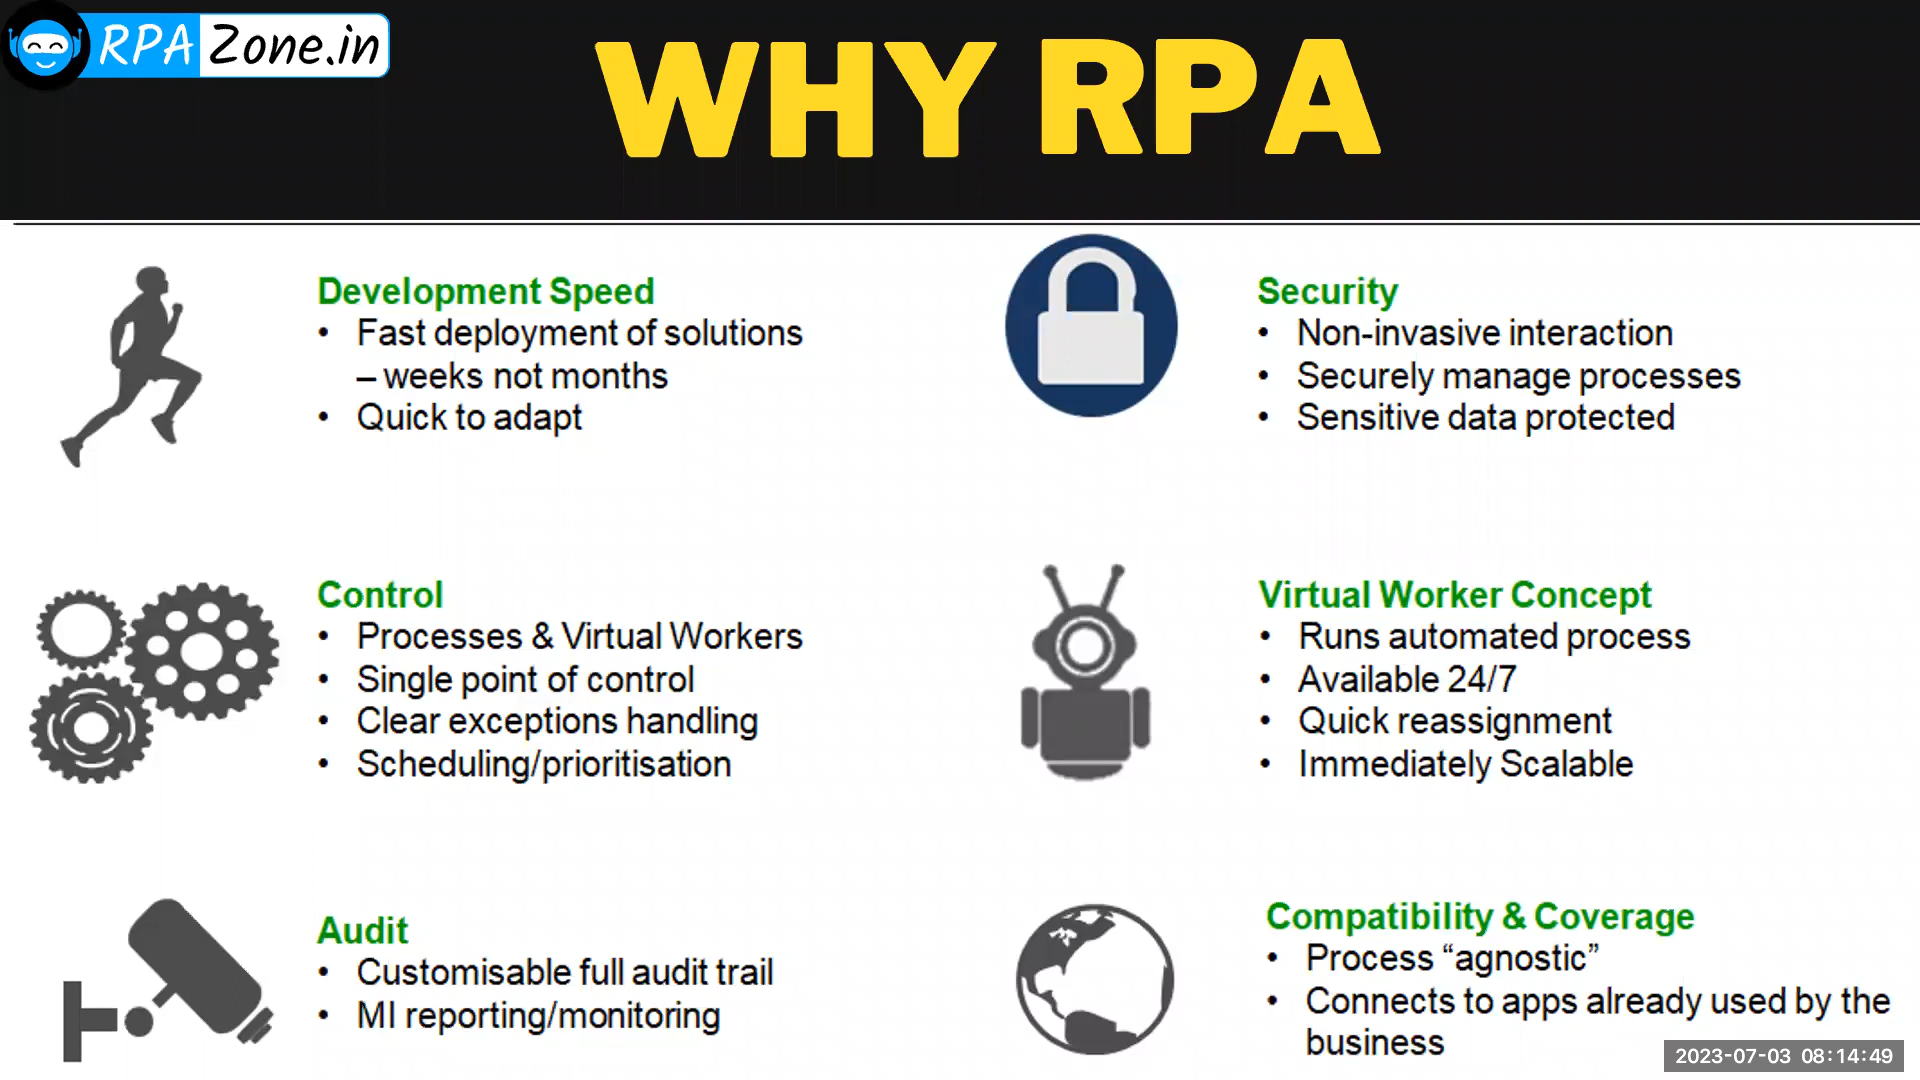 RPA Zone.in
WHY RPA
Development Speed
• Fast deployment of solutions
– weeks not months
• Quick to adapt
Security
• Non-invasive interaction
• Securely manage processes
• Sensitive data protected
Control
• Processes & Virtual Workers
• Single point of control
• Clear exceptions handling
• Scheduling/prioritisation
Virtual Worker Concept
• Runs automated process
• Available 24/7
• Quick reassignment
• Immediately Scalable
Audit
• Customisable full audit trail
• MI reporting/monitoring
Compatibility & Coverage
• Process “agnostic”
• Connects to apps already used by the
business
2023-07-03 08:14:49